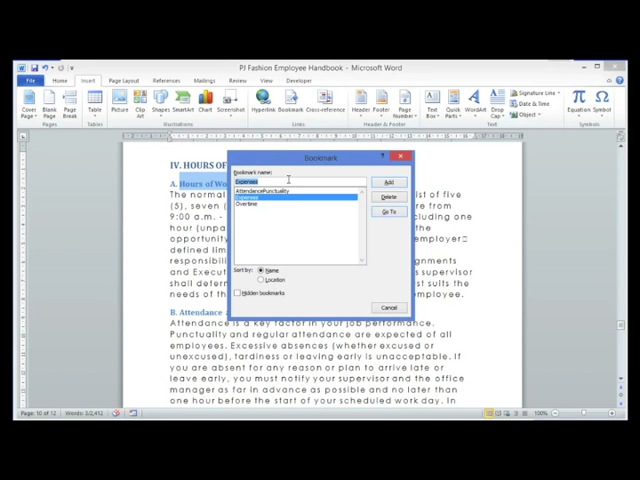 PJ Fashion Employee Handbook - Microsoft Word
File Home Insert Page Layout References Mailings Review View Developer
Cover Page Blank Page Page Break Table Picture Clip Art Shapes SmartArt Chart Screenshot Hyperlink Bookmark Cross-reference Header Footer Page Number Text Box Quick Parts WordArt Drop Cap Signature Line Date & Time Object Equation Symbol
Pages Tables Illustrations Links Header & Footer Text Symbols
IV. HOURS OF
A. Hours of Wo
The normal
ist of five
(5), seven (
re from
9:00 a.m. -
cluding one
hour (unpa
opportunity
employer
defined lim
research
ignments
and Execu
supervisor
shall determ
t suits the
needs of th
employee.
B. Attendance
Attendance is a key factor in your job performance.
Punctuality and regular attendance are expected of all
employees. Excessive absences (whether excused or
unexcused), tardiness or leaving early is unacceptable. If
you are absent for any reason or plan to arrive late or
leave early, you must notify your supervisor and the office
manager as far in advance as possible and no later than
one hour before the start of your scheduled work day. In
Bookmark
Bookmark name:
Expenses
AttendancePunctuality
Expenses
Overtime
Add
Delete
Go To
Sort by: Name
Location
Hidden bookmarks
Cancel
Page: 10 of 12 Words: 3/2,412
100%